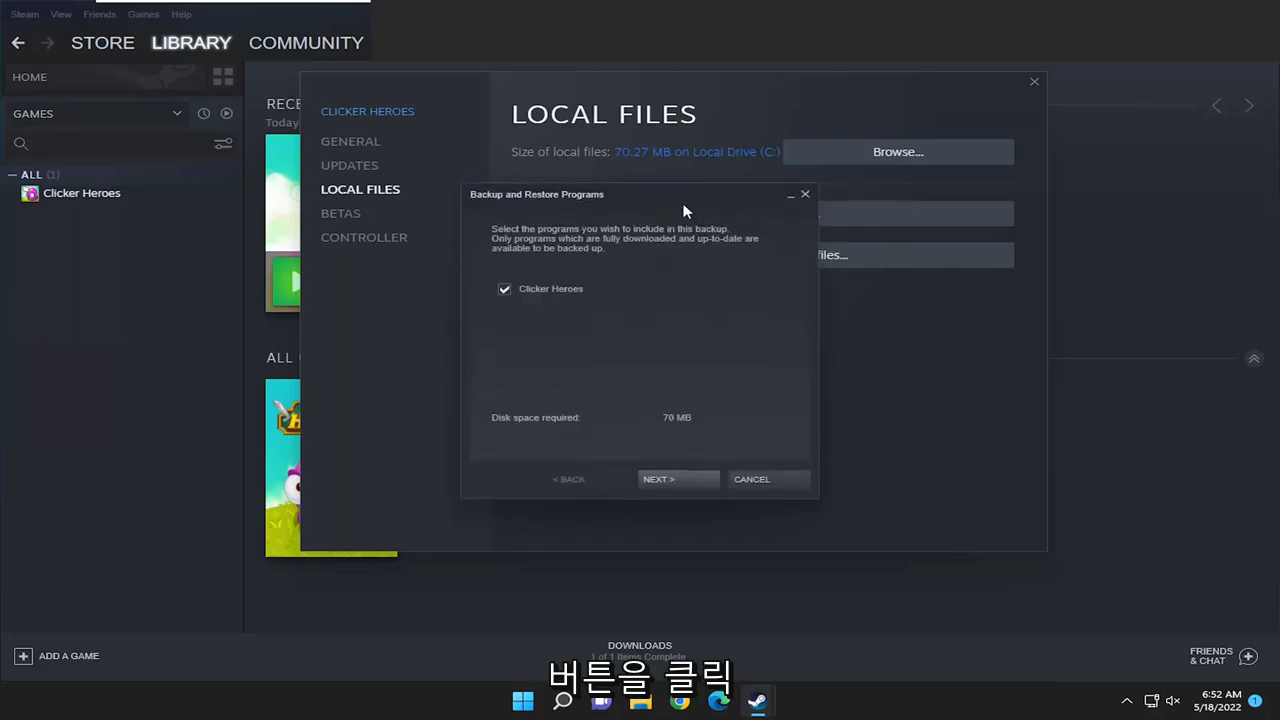 Steam View Friends Games Help
STORE LIBRARY COMMUNITY
HOME
GAMES
ALL (1)
Clicker Heroes
RECE
Today
ALL
CLICKER HEROES
GENERAL
UPDATES
LOCAL FILES
BETAS
CONTROLLER
LOCAL FILES
Size of local files: 70.27 MB on Local Drive (C:) Browse...
files...
Backup and Restore Programs
Select the programs you wish to include in this backup.
Only programs which are fully downloaded and up-to-date are
available to be backed up.
Clicker Heroes
Disk space required: 70 MB
< BACK NEXT > CANCEL
ADD A GAME
DOWNLOADS
1 of 1 Items Complete
FRIENDS
& CHAT
버튼을 클릭
6:52 AM
5/18/2022
1